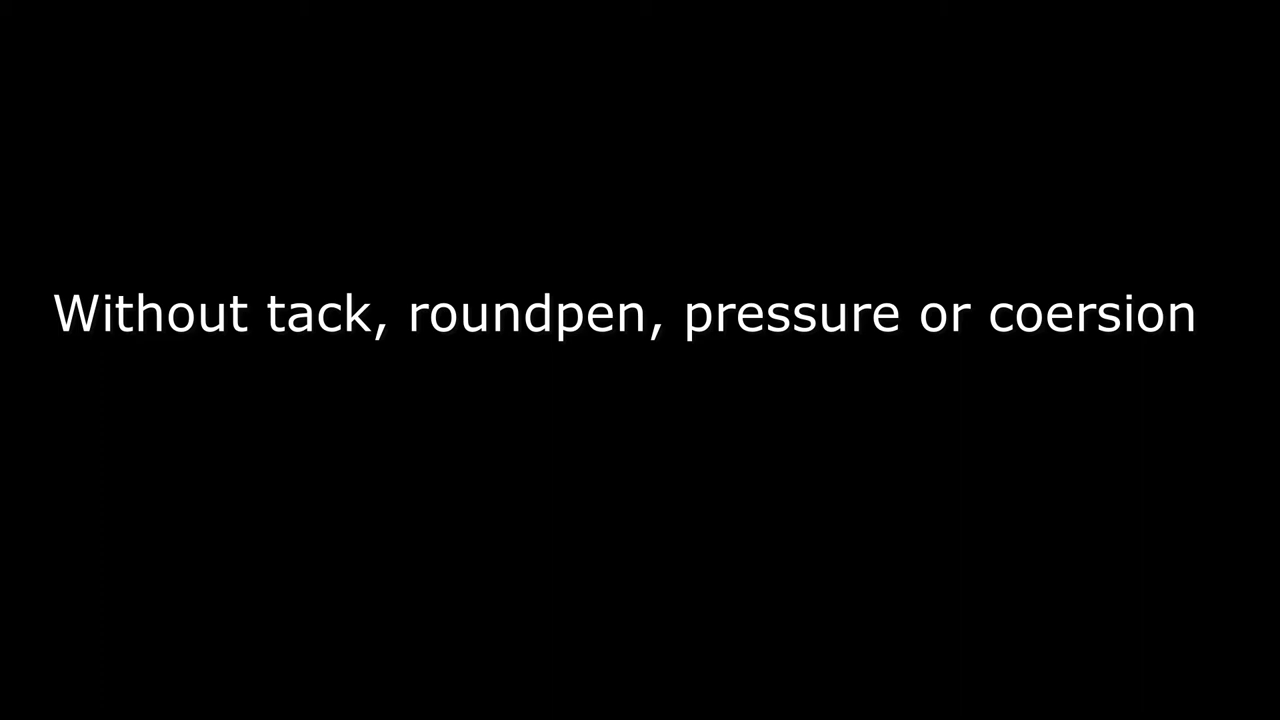 Without tack, roundpen, pressure or coersion